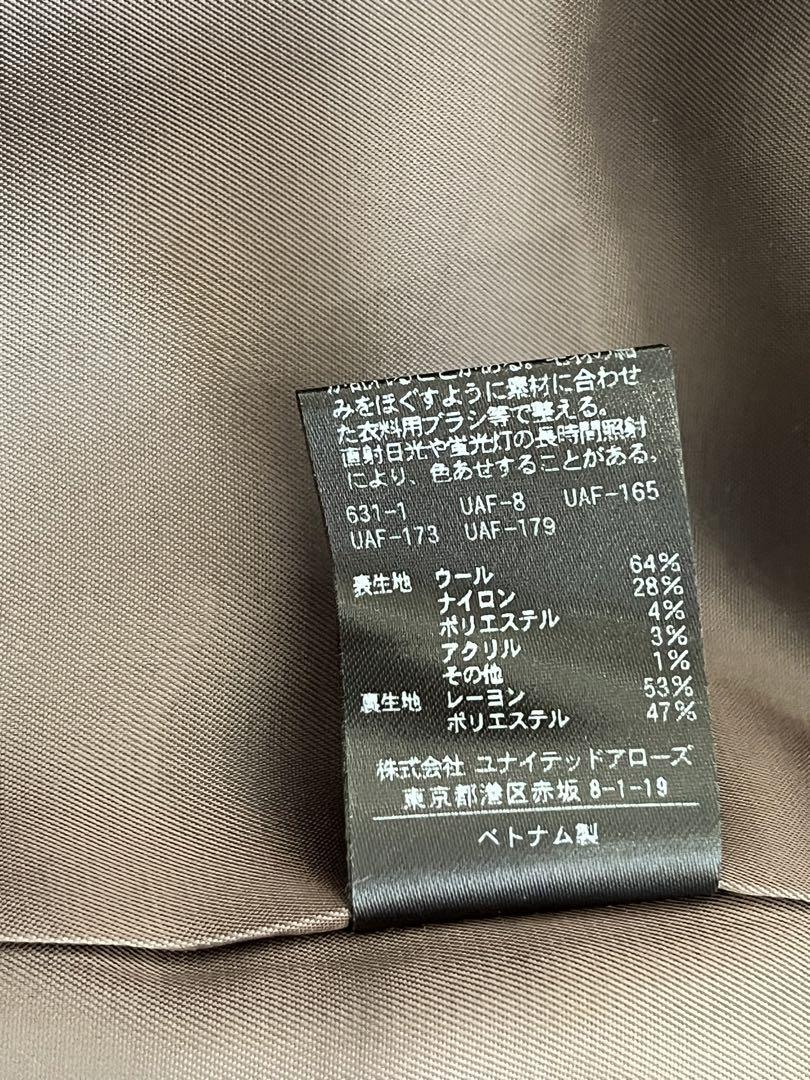 みをほぐすように素材に合わせ
た衣料用ブラシ等で整える。
直射日光や蛍光灯の長時間照射
により、色あせすることがある。
631-1 UAF-8 UAF-165
UAF-173 UAF-179
表生地 ウール 64%
ナイロン 28%
ポリエステル 4%
アクリル 3%
その他 1%
裏生地 レーヨン 53%
ポリエステル 47%
株式会社 ユナイテッドアローズ
東京都港区赤坂 8-1-19
ベトナム製